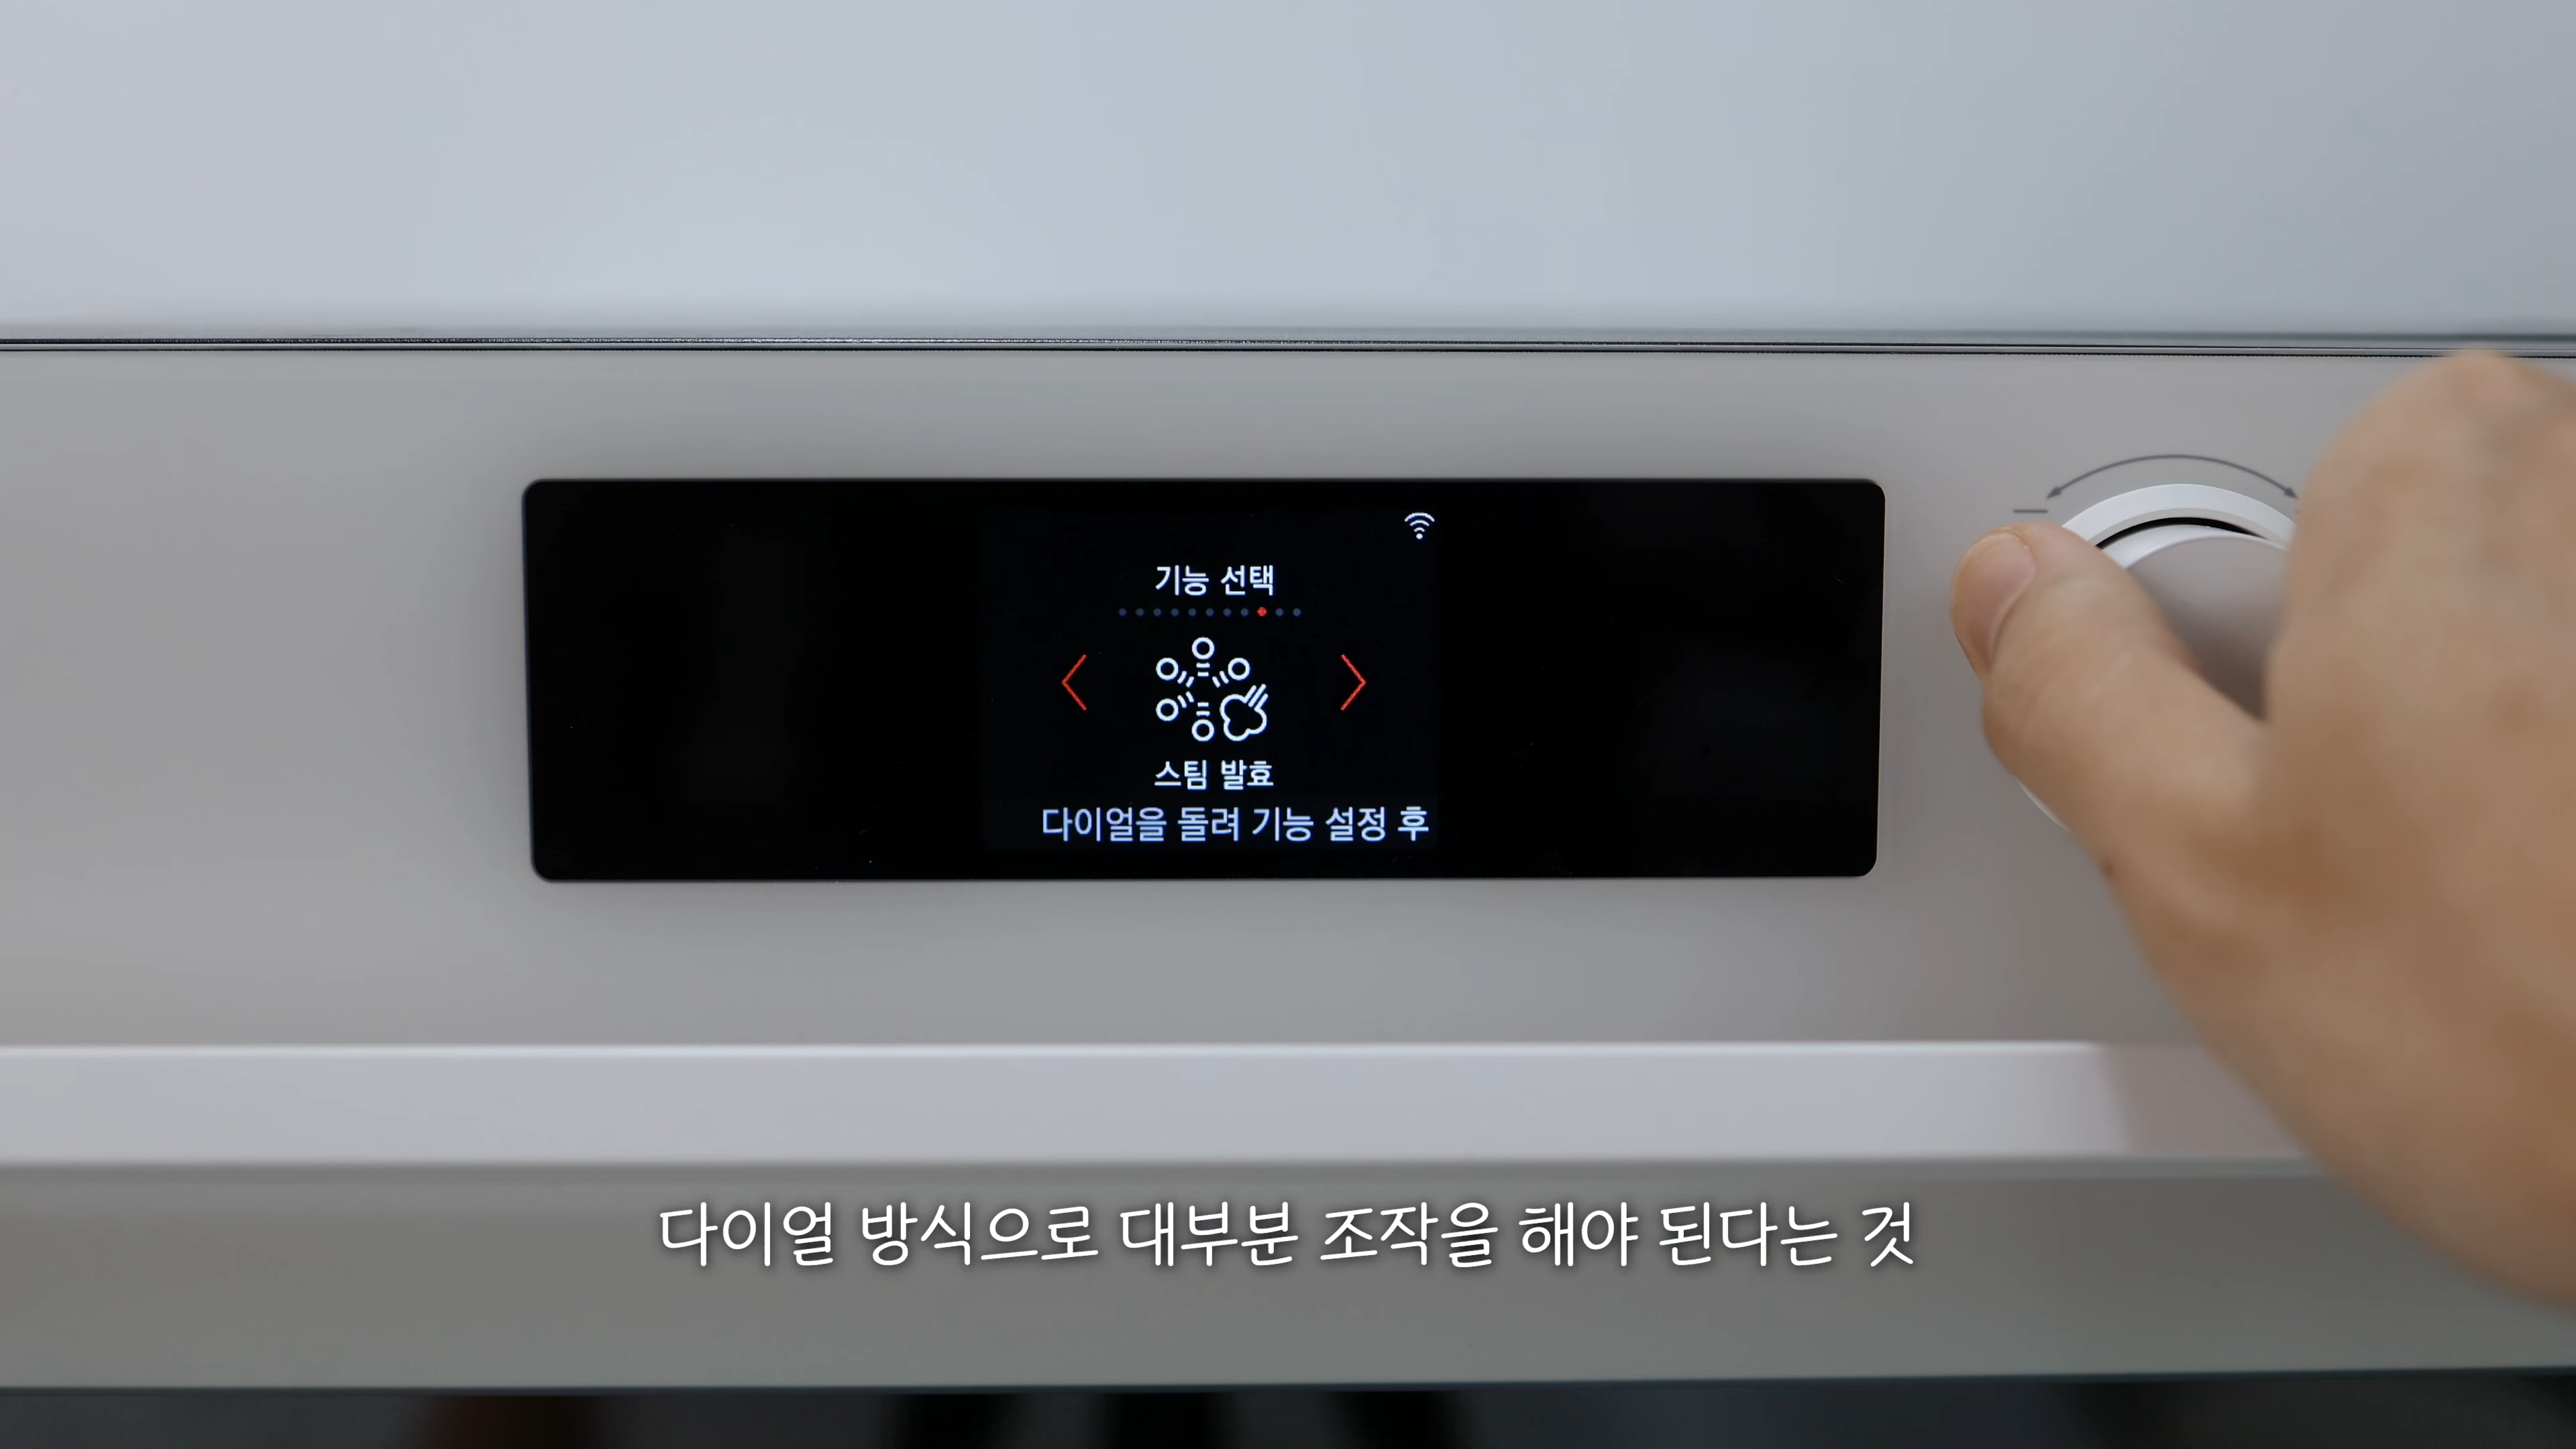 기능 선택
스팀 발효
다이얼을 돌려 기능 설정 후
다이얼 방식으로 대부분 조작을 해야 된다는 것